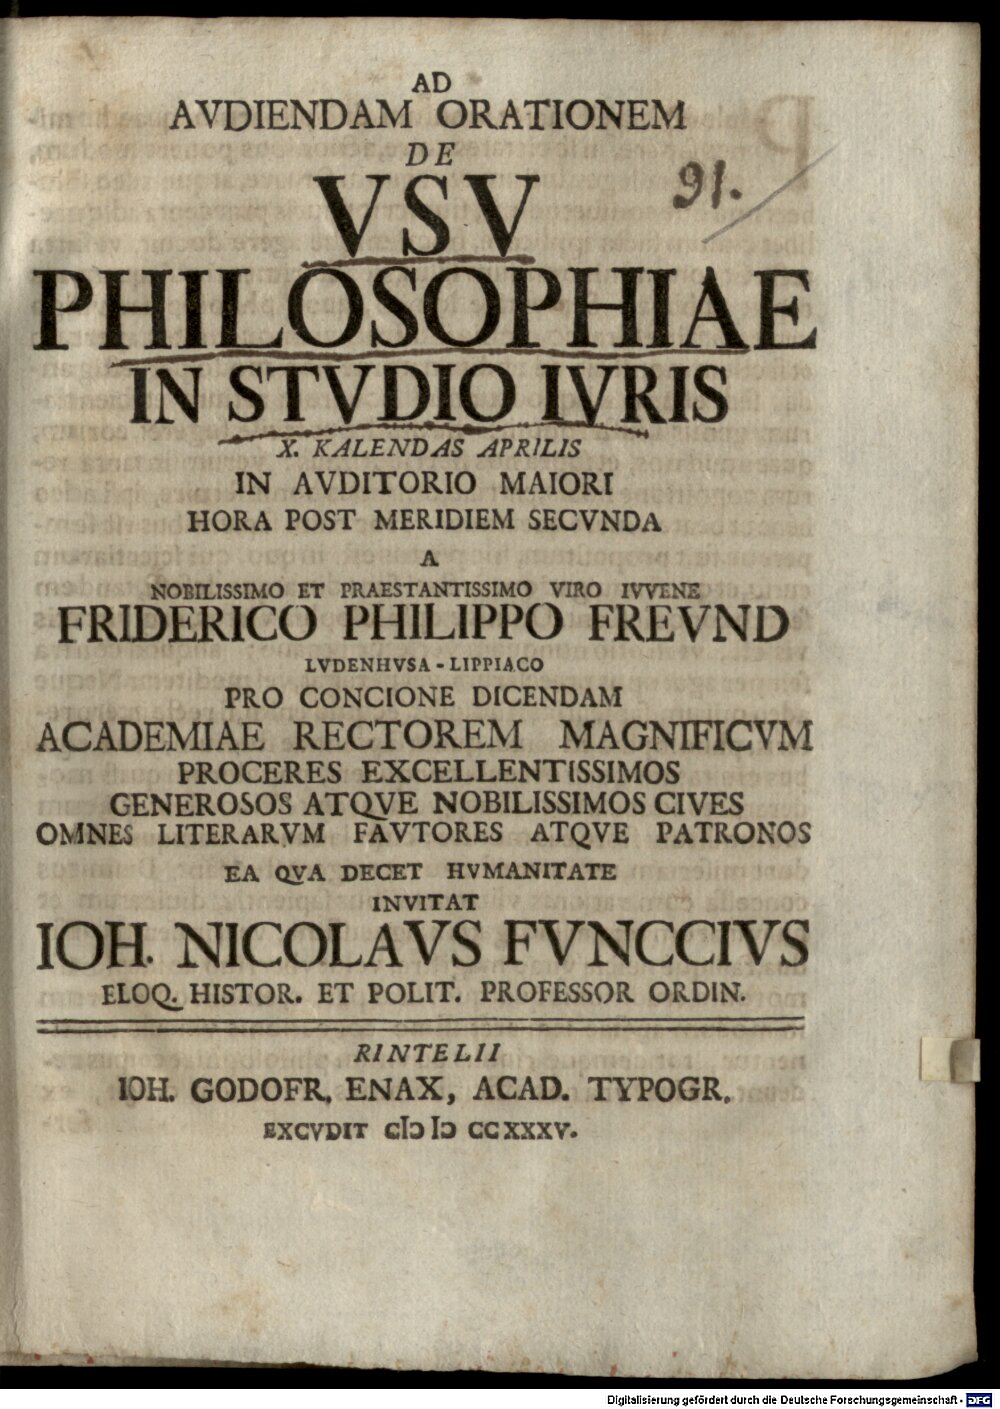 AD
AVDIENDAM ORATIONEM
DE
VSV
91.
PHILOSOPHIAE
IN STVDIO IVRIS
X. KALENDAS APRILIS
IN AVDITORIO MAIORI
HORA POST MERIDIEM SECVNDA
A
NOBILISSIMO ET PRAESTANTISSIMO VIRO IVVENE
FRIDERICO PHILIPPO FREVND
LVDENHVSA-LIPPIACO
PRO CONCIONE DICENDAM
ACADEMIAE RECTOREM MAGNIFICVM
PROCERES EXCELLENTISSIMOS
GENEROSOS ATQVE NOBILISSIMOS CIVES
OMNES LITERARVM FAVTORES ATQVE PATRONOS
EA QVA DECET HVMANITATE
INVITAT
IOH. NICOLAVS FVNCCIVS
ELOQ. HISTOR. ET POLIT. PROFESSOR ORDIN.
RINTELII
IOH. GODOFR. ENAX, ACAD. TYPOGR.
EXCVDIT CIↃ IↃ CCXXXV.
Digitalisierung gefördert durch die Deutsche Forschungsgemeinschaft - DFG